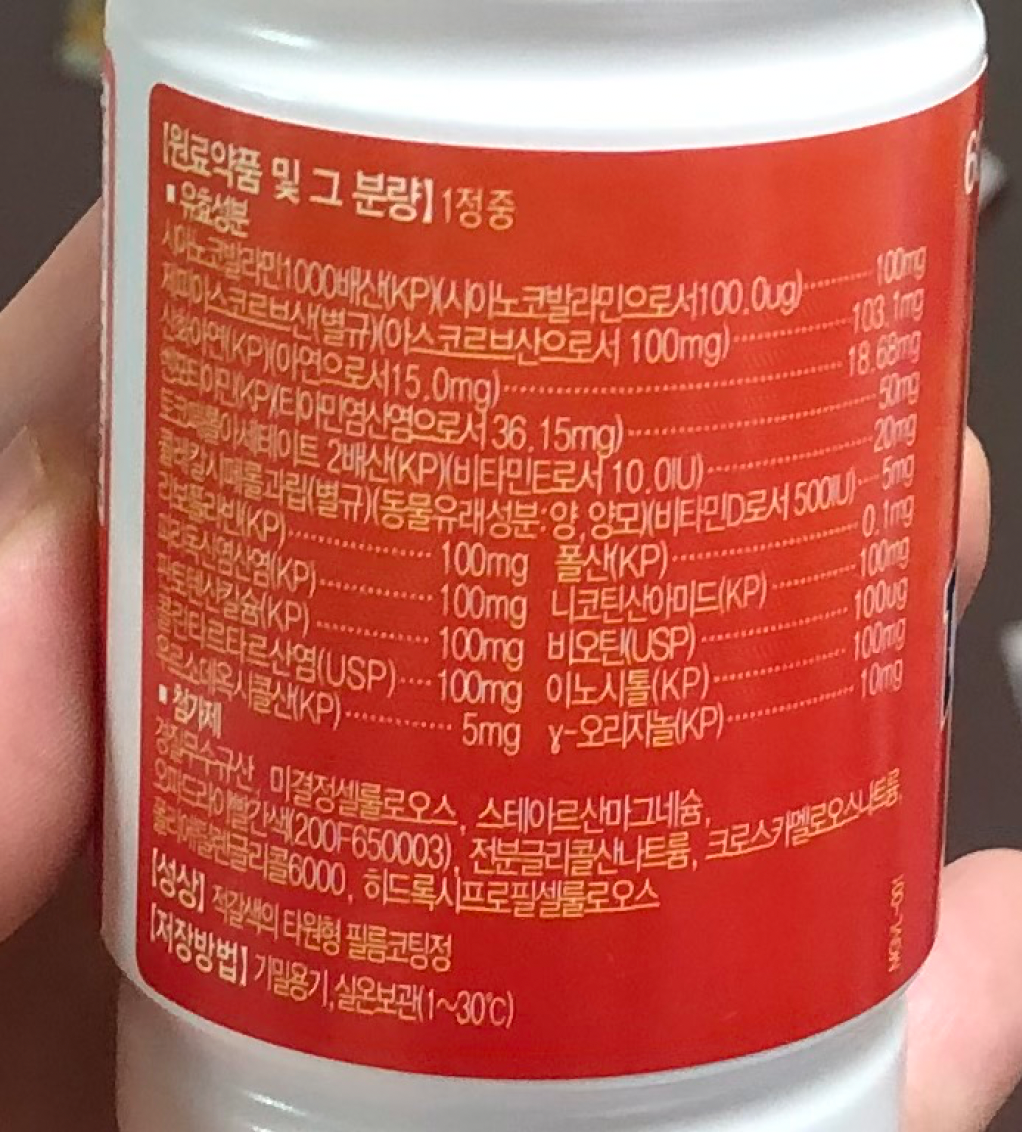 [원료약품 및 그 분량] 1정 중
▪유효성분
시아노코발라민1000배산(KP)(시아노코발라민으로서100.0ug) 100mg
제피아스코르브산(별규)(아스코르브산으로서 100mg) 103.1mg
산화아연(KP)(아연으로서15.0mg) 18.68mg
벤포티아민(KP)(티아민염산염으로서 36.15mg) 50mg
토코페롤아세테이트 2배산(KP)(비타민E로서 10.0IU) 20mg
콜레칼시페롤과립(별규)(동물유래성분:양,양모)(비타민D로서 500IU) 5mg
리보플라빈(KP) 100mg 폴산(KP) 0.1mg
피리독신염산염(KP) 100mg 니코틴산아미드(KP) 100mg
판토텐산칼슘(KP) 100mg 비오틴(USP) 100ug
콜린타르타르산염(USP) 100mg 이노시톨(KP) 100mg
우르소데옥시콜산(KP) 5mg γ-오리자놀(KP) 10mg
▪첨가제
경질무수규산, 미결정셀룰로오스, 스테아르산마그네슘,
오파드라이빨간색(200F650003), 전분글리콜산나트륨, 크로스카멜로오스나트륨,
폴리에틸렌글리콜6000, 히드록시프로필셀룰로오스
[성상] 적갈색의 타원형 필름코팅정
[저장방법] 기밀용기,실온보관(1~30℃)